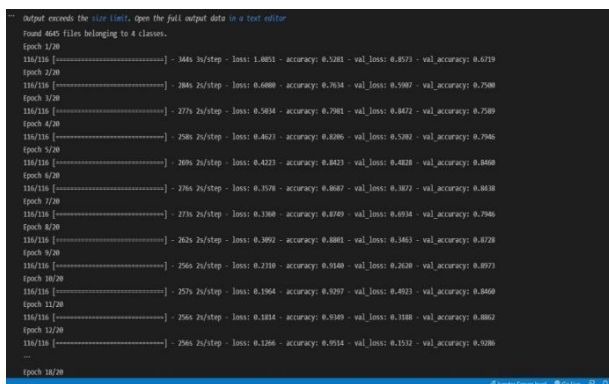 ... Output exceeds the size limit. Open the full output data in a text editor
Found 4645 files belonging to 4 classes.
Epoch 1/20
116/116 [==============================] - 344s 3s/step - loss: 1.0851 - accuracy: 0.5281 - val_loss: 0.8573 - val_accuracy: 0.6719
Epoch 2/20
116/116 [==============================] - 284s 2s/step - loss: 0.6080 - accuracy: 0.7634 - val_loss: 0.5907 - val_accuracy: 0.7500
Epoch 3/20
116/116 [==============================] - 277s 2s/step - loss: 0.5034 - accuracy: 0.7981 - val_loss: 0.8472 - val_accuracy: 0.7589
Epoch 4/20
116/116 [==============================] - 258s 2s/step - loss: 0.4623 - accuracy: 0.8206 - val_loss: 0.5202 - val_accuracy: 0.7946
Epoch 5/20
116/116 [==============================] - 269s 2s/step - loss: 0.4223 - accuracy: 0.8423 - val_loss: 0.4828 - val_accuracy: 0.8460
Epoch 6/20
116/116 [==============================] - 276s 2s/step - loss: 0.3578 - accuracy: 0.8687 - val_loss: 0.3872 - val_accuracy: 0.8438
Epoch 7/20
116/116 [==============================] - 273s 2s/step - loss: 0.3360 - accuracy: 0.8749 - val_loss: 0.6934 - val_accuracy: 0.7946
Epoch 8/20
116/116 [==============================] - 262s 2s/step - loss: 0.3092 - accuracy: 0.8801 - val_loss: 0.3463 - val_accuracy: 0.8728
Epoch 9/20
116/116 [==============================] - 256s 2s/step - loss: 0.2310 - accuracy: 0.9140 - val_loss: 0.2620 - val_accuracy: 0.8973
Epoch 10/20
116/116 [==============================] - 257s 2s/step - loss: 0.1964 - accuracy: 0.9297 - val_loss: 0.4923 - val_accuracy: 0.8460
Epoch 11/20
116/116 [==============================] - 256s 2s/step - loss: 0.1814 - accuracy: 0.9349 - val_loss: 0.3188 - val_accuracy: 0.8862
Epoch 12/20
116/116 [==============================] - 256s 2s/step - loss: 0.1266 - accuracy: 0.9514 - val_loss: 0.1532 - val_accuracy: 0.9286
...
Epoch 18/20